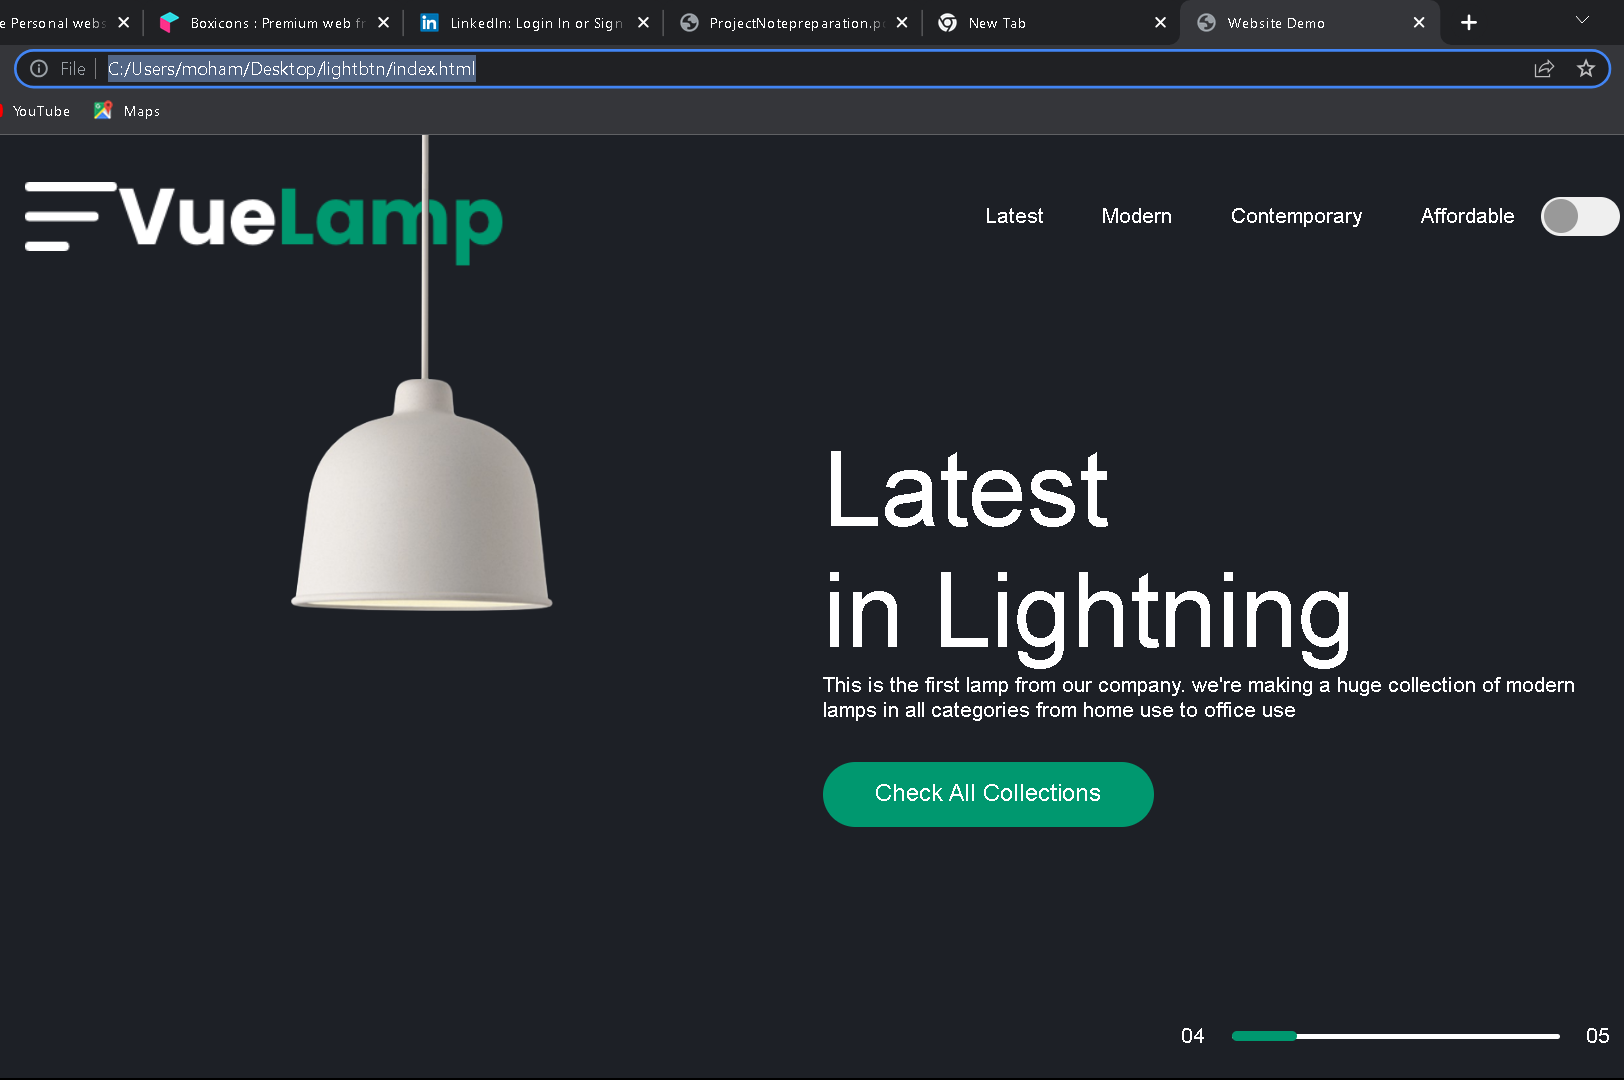 e Personal webs
Boxicons : Premium web fr
LinkedIn: Login In or Sign
ProjectNotepreparation.p
New Tab
Website Demo
File
C:/Users/moham/Desktop/lightbtn/index.html
YouTube
Maps
VueLamp
Latest
Modern
Contemporary
Affordable
Latest
in Lightning
This is the first lamp from our company. we're making a huge collection of modern
lamps in all categories from home use to office use
Check All Collections
04
05